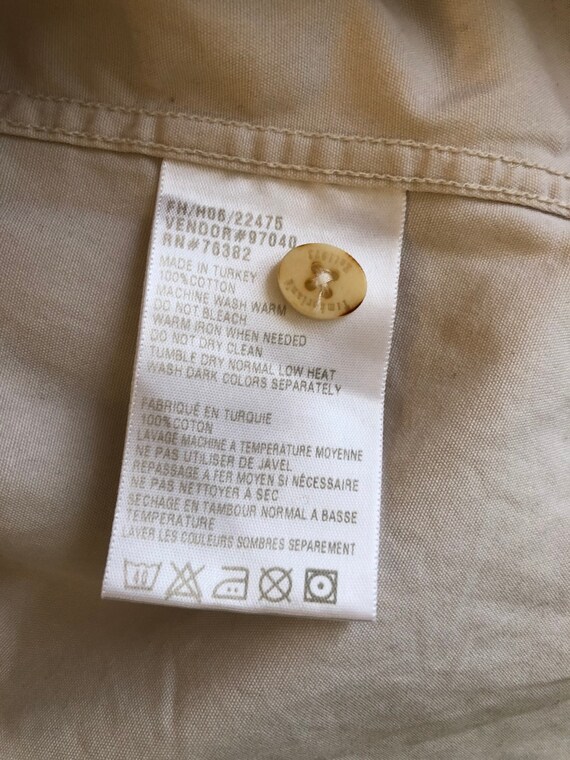 FH/H06/22475
VENDOR#97040
RN#76382
MADE IN TURKEY
100%COTTON
MACHINE WASH WARM
DO NOT BLEACH
WARM IRON WHEN NEEDED
DO NOT DRY CLEAN
TUMBLE DRY NORMAL LOW HEAT
WASH DARK COLORS SEPARATELY
FABRIQUÉ EN TURQUIE
100%COTON
LAVAGE MACHINE A TEMPERATURE MOYENNE
NE PAS UTILISER DE JAVEL
REPASSAGE A FER MOYEN SI NÉCESSAIRE
NE PAS NETTOYER À SEC
SECHAGE EN TAMBOUR NORMAL Á BASSE
TEMPERATURE
LAVER LES COULEURS SOMBRES SEPAREMENT
40
Timberland